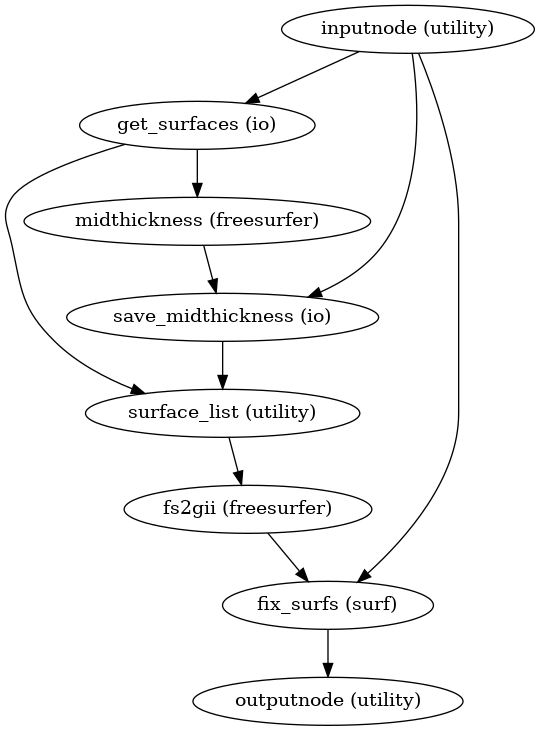 inputnode (utility)
get_surfaces (io)
midthickness (freesurfer)
save_midthickness (io)
surface_list (utility)
fs2gii (freesurfer)
fix_surfs (surf)
outputnode (utility)